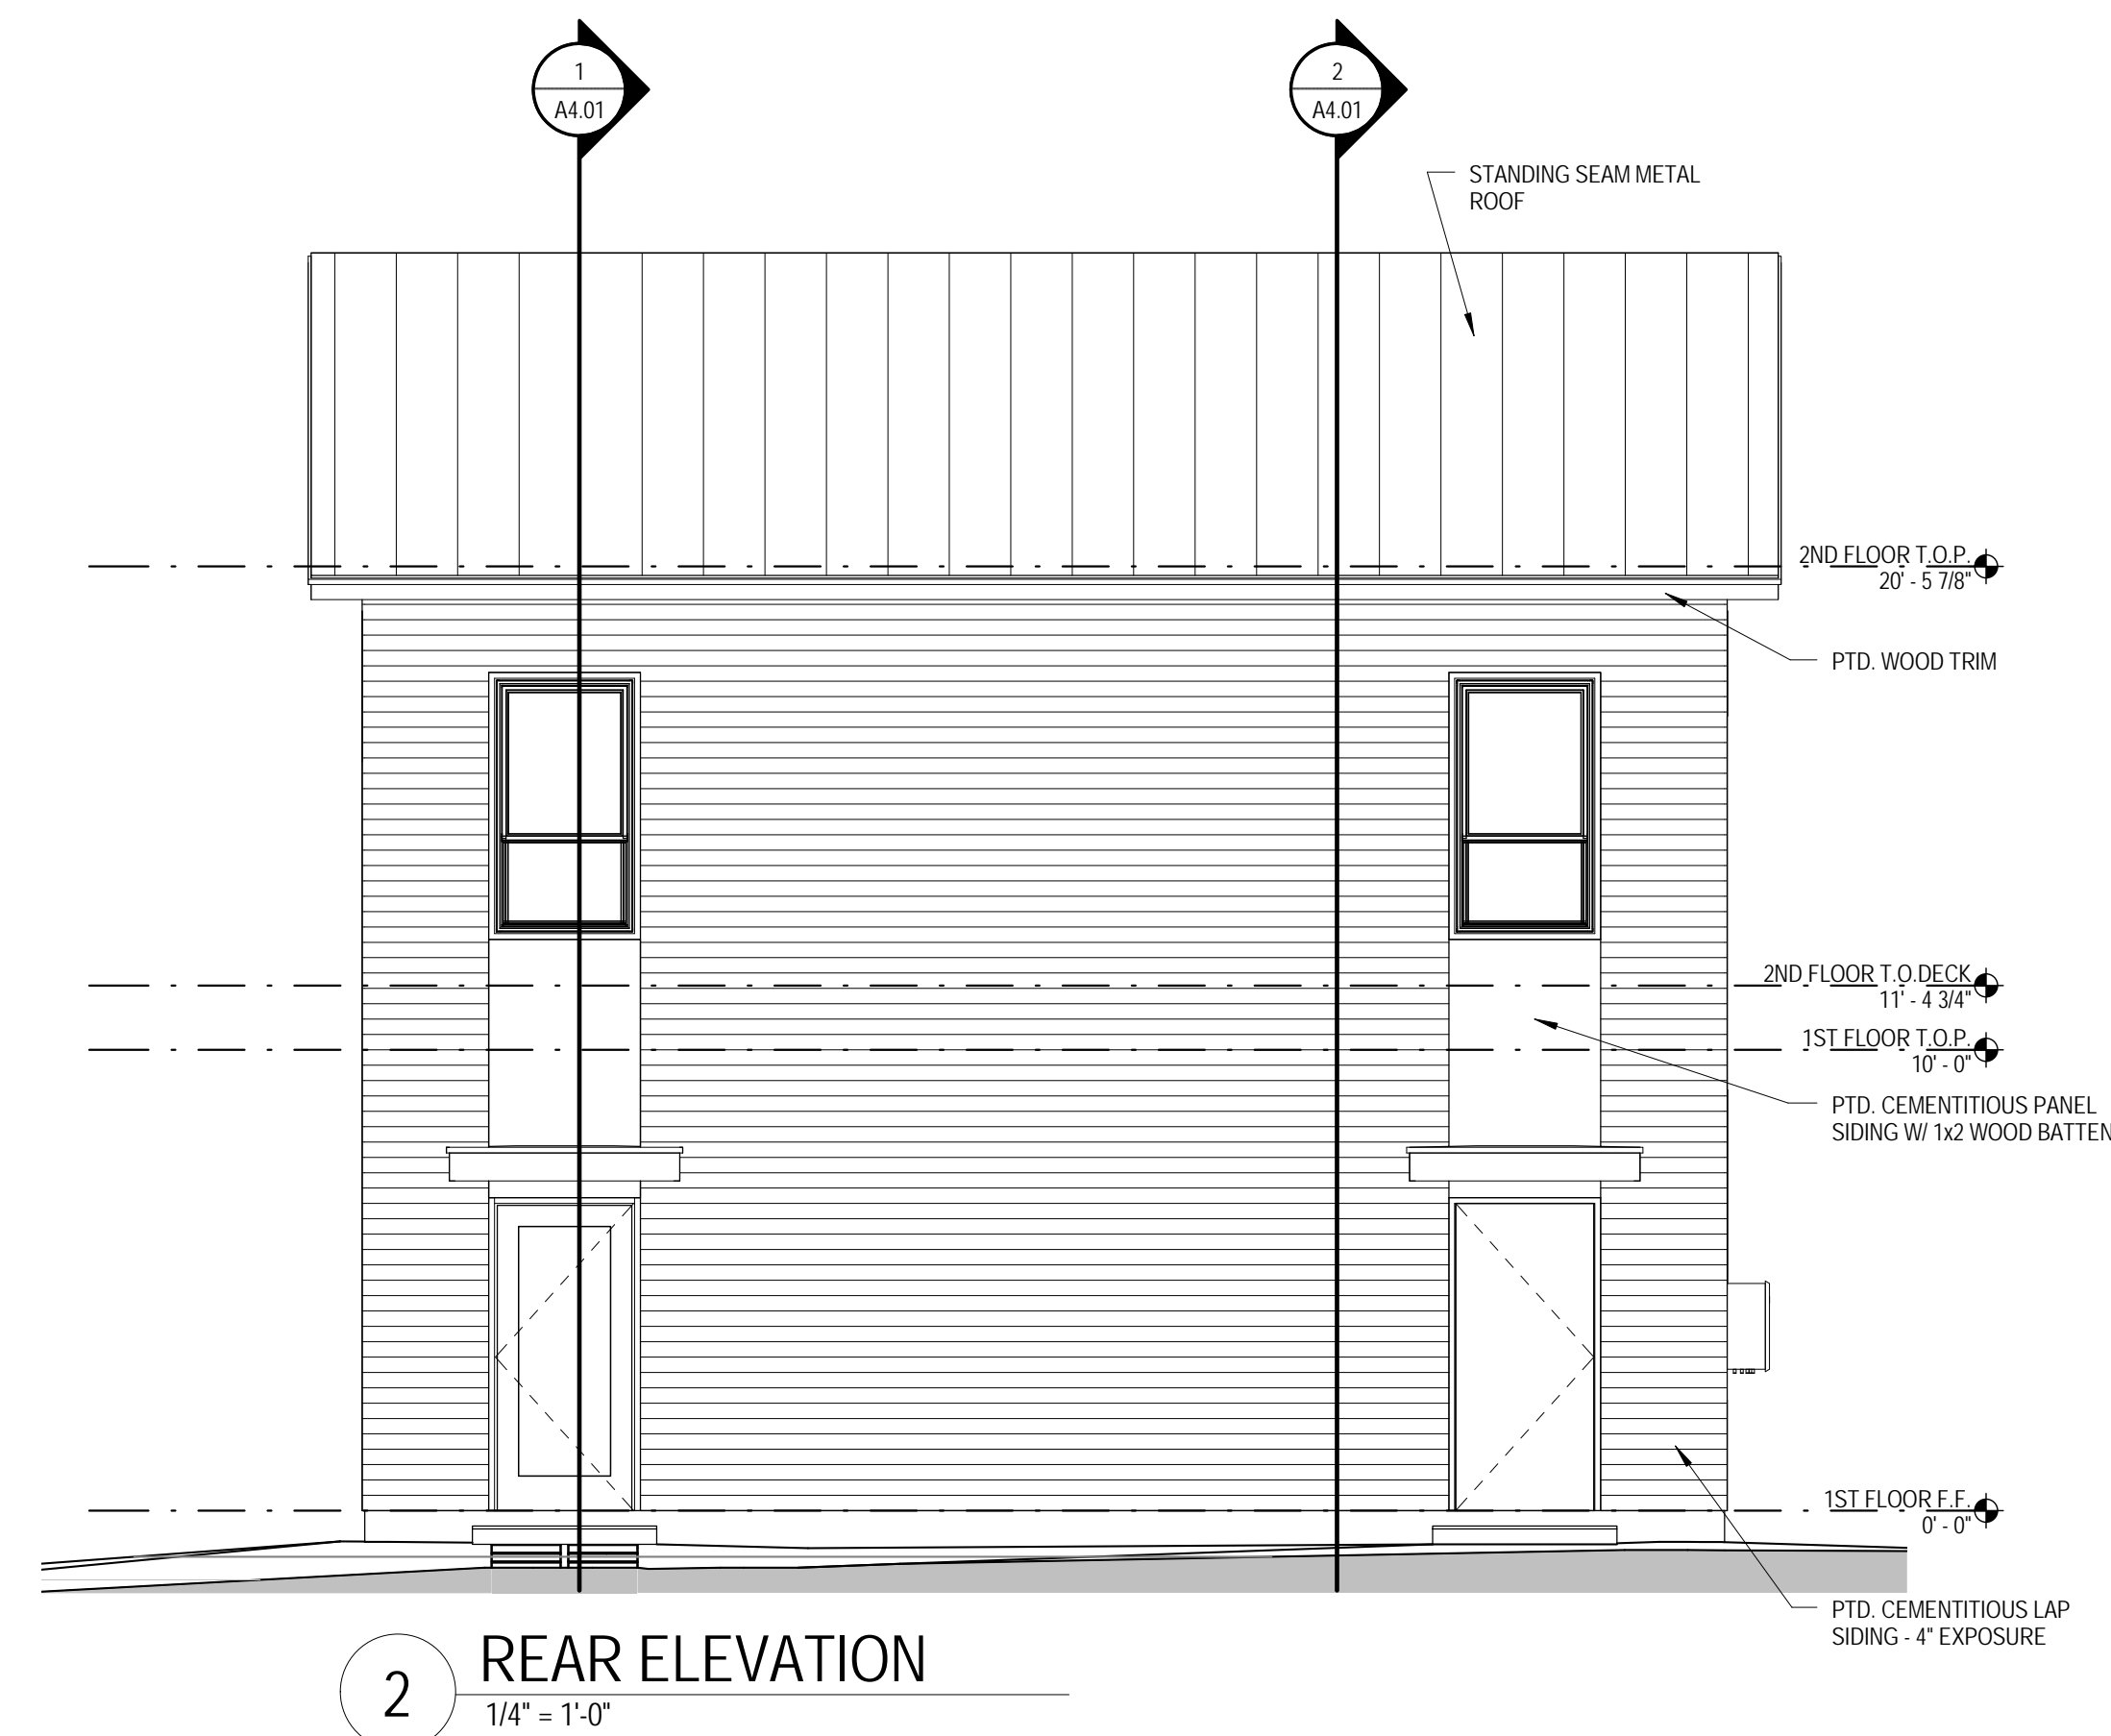 1
A4.01
2
A4.01
STANDING SEAM METAL
ROOF
2ND FLOOR T.O.P.
20' - 5 7/8"
PTD. WOOD TRIM
2ND FLOOR T.O.DECK
11' - 4 3/4"
1ST FLOOR T.O.P.
10' - 0"
PTD. CEMENTITIOUS PANEL
SIDING W/ 1x2 WOOD BATTEN
1ST FLOOR F.F.
0' - 0"
PTD. CEMENTITIOUS LAP
SIDING - 4" EXPOSURE
2
REAR ELEVATION
1/4" = 1'-0"